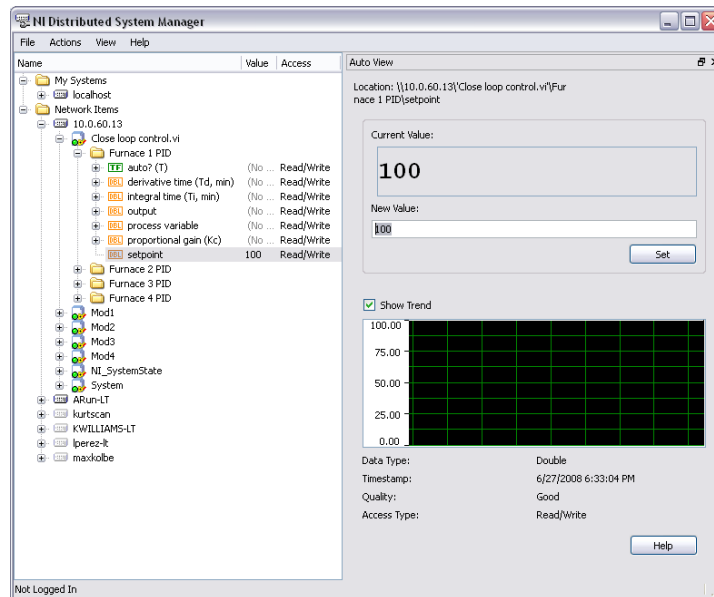 NI Distributed System Manager
File Actions View Help
Name Value Access
My Systems
localhost
Network Items
10.0.60.13
Close loop control.vi
Furnace 1 PID
TF auto? (T) (No ... Read/Write
DBL derivative time (Td, min) (No ... Read/Write
DBL integral time (Ti, min) (No ... Read/Write
DBL output (No ... Read/Write
DBL process variable (No ... Read/Write
DBL proportional gain (Kc) (No ... Read/Write
DBL setpoint 100 Read/Write
Furnace 2 PID
Furnace 3 PID
Furnace 4 PID
Mod1
Mod2
Mod3
Mod4
NI_SystemState
System
ARun-LT
kurtscan
KWILLIAMS-LT
lperez-lt
maxkolbe
Not Logged In
Auto View
Location: \\10.0.60.13\'Close loop control.vi'\Fur
nace 1 PID\setpoint
Current Value:
100
New Value:
100
Set
Show Trend
100.00
75.00
50.00
25.00
0.00
Data Type: Double
Timestamp: 6/27/2008 6:33:04 PM
Quality: Good
Access Type: Read/Write
Help